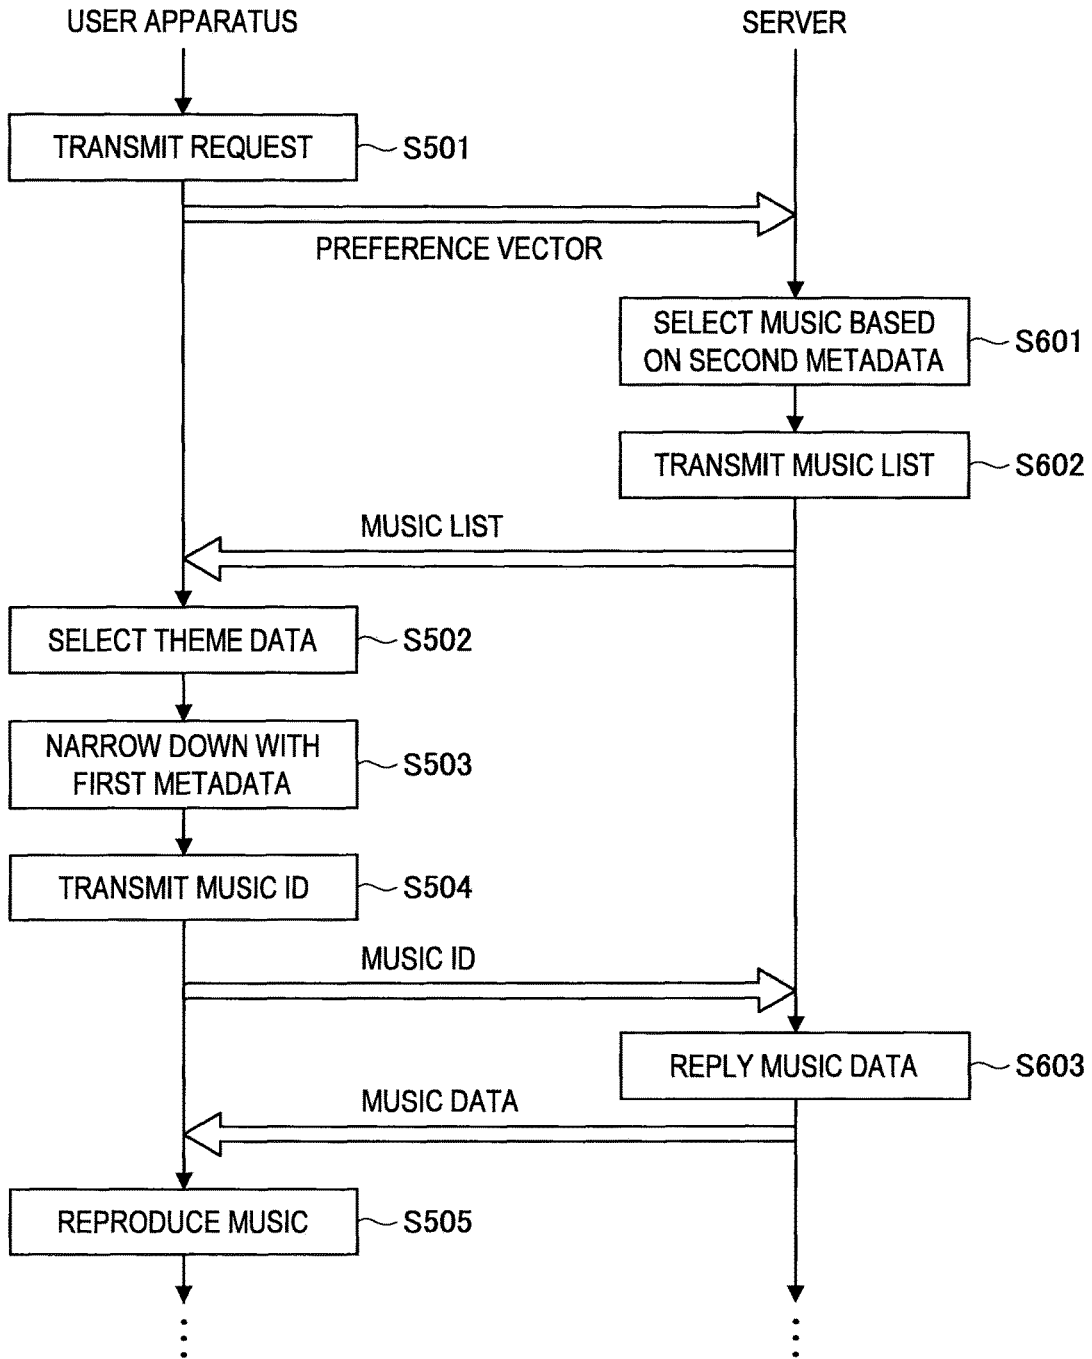 USER APPARATUS
SERVER
TRANSMIT REQUEST
S501
PREFERENCE VECTOR
SELECT MUSIC BASED
ON SECOND METADATA
S601
TRANSMIT MUSIC LIST
S602
MUSIC LIST
SELECT THEME DATA
S502
NARROW DOWN WITH
FIRST METADATA
S503
TRANSMIT MUSIC ID
S504
MUSIC ID
REPLY MUSIC DATA
S603
MUSIC DATA
REPRODUCE MUSIC
S505